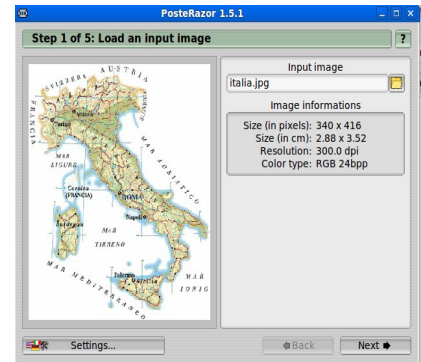 PosteRazor 1.5.1
Step 1 of 5: Load an input image
?
Input image
italia.jpg
Image informations
Size (in pixels): 340 x 416
Size (in cm): 2.88 x 3.52
Resolution: 300.0 dpi
Color type: RGB 24bpp
SVIZZERA
AUSTRIA
FRANCIA
Milano
Torino
MAR
LIGURE
MAR ADRIATICO
Corsica
(FRANCIA)
ROMA
Napoli
Sardegna
MAR
TIRRENO
Palermo
MAR
IONIO
MAR MEDITERRANEO
Settings...
Back
Next